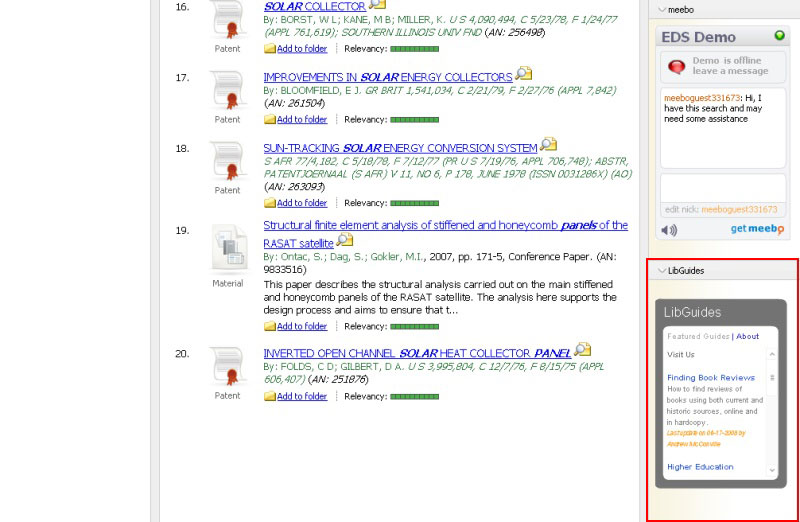 16.
SOLAR COLLECTOR
By: BORST, W L; KANE, M B; MILLER, K. U S 4,090,494, C 5/23/78, F 1/24/77
(APPL 761,619); SOUTHERN ILLINOIS UNIV FND (AN: 256498)
Patent
Add to folder Relevancy:
17.
IMPROVEMENTS IN SOLAR ENERGY COLLECTORS
By: BLOOMFIELD, E J. GR BRIT 1,541,034, C 2/21/79, F 2/27/76 (APPL 7,842)
(AN: 261504)
Patent
Add to folder Relevancy:
18.
SUN-TRACKING SOLAR ENERGY CONVERSION SYSTEM
S AFR 77/4,182, C 5/18/78, F 7/12/77 (PR U S 7/19/76, APPL 706,748); ABSTR,
PATENTJOERNAAL (S AFR) V 11, NO 6, P 178, JUNE 1978 (ISSN 0031286X) (AO)
(AN: 263093)
Patent
Add to folder Relevancy:
19.
Structural finite element analysis of stiffened and honeycomb panels of the
RASAT satellite
By: Ontac, S.; Dag, S.; Gokler, M.I., 2007, pp. 171-5, Conference Paper. (AN:
9833516)
Material
This paper describes the structural analysis carried out on the main stiffened
and honeycomb panels of the RASAT satellite. The analysis here supports the
design process and aims to ensure that t...
Add to folder Relevancy:
20.
INVERTED OPEN CHANNEL SOLAR HEAT COLLECTOR PANEL
By: FOLDS, C D; GILBERT, D A. U S 3,995,804, C 12/7/76, F 8/15/75 (APPL
606,407) (AN: 251876)
Patent
Add to folder Relevancy:
meebo
EDS Demo
Demo is offline
leave a message
meeboguest331673: Hi, I
have this search and may
need some assistance
edit nick: meeboguest331673
get meebo
LibGuides
LibGuides
Featured Guides | About
Visit Us
Finding Book Reviews
How to find reviews of
books using both current and
historic sources, online and
in hardcopy.
Last update on 06-17-2009 by
Andrew McConville
Higher Education